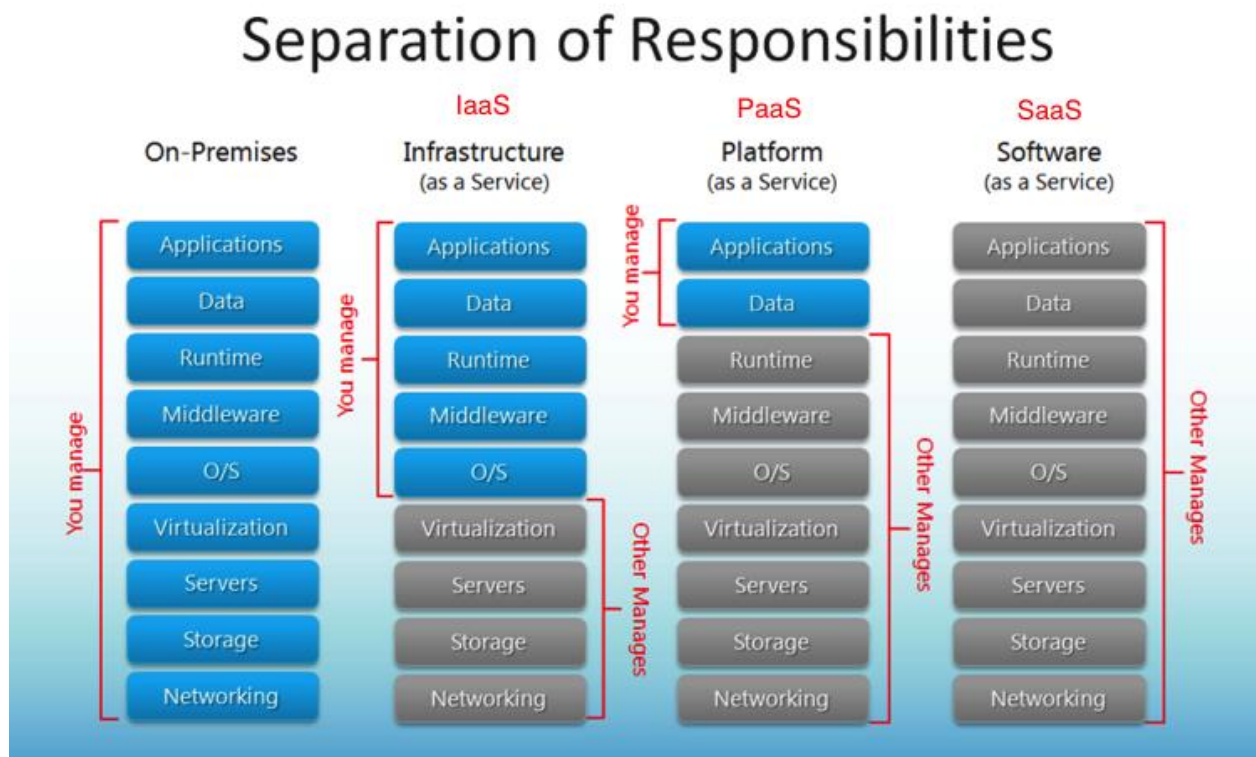 Separation of Responsibilities
On-Premises
You manage
Applications
Data
Runtime
Middleware
O/S
Virtualization
Servers
Storage
Networking
IaaS
Infrastructure
(as a Service)
You manage
Applications
Data
Runtime
Middleware
O/S
Virtualization
Servers
Storage
Networking
Other Manages
PaaS
Platform
(as a Service)
You manage
Applications
Data
Runtime
Middleware
O/S
Virtualization
Servers
Storage
Networking
Other Manages
SaaS
Software
(as a Service)
Applications
Data
Runtime
Middleware
O/S
Virtualization
Servers
Storage
Networking
Other Manages